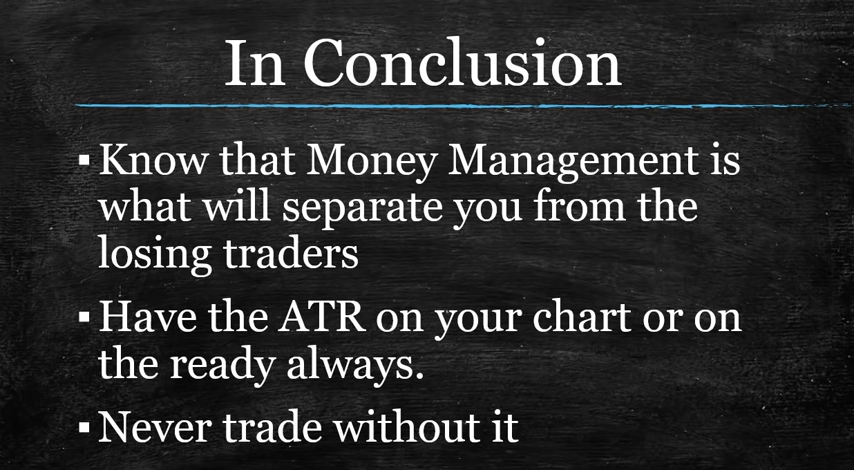 In Conclusion
▪ Know that Money Management is
what will separate you from the
losing traders
▪ Have the ATR on your chart or on
the ready always.
▪ Never trade without it